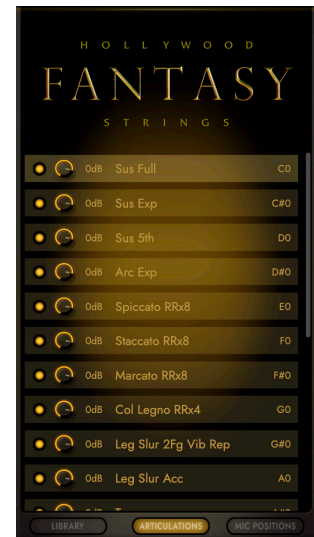 HOLLYWOOD
FANTASY
STRINGS
0dB Sus Full C0
0dB Sus Exp C#0
0dB Sus 5th D0
0dB Arc Exp D#0
0dB Spiccato RRx8 E0
0dB Staccato RRx8 F0
0dB Marcato RRx8 F#0
0dB Col Legno RRx4 G0
0dB Leg Slur 2Fg Vib Rep G#0
0dB Leg Slur Acc A0
LIBRARY ARTICULATIONS MIC POSITIONS